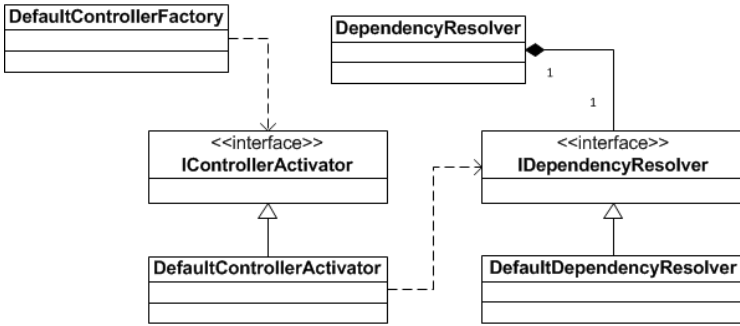 DefaultControllerFactory
DependencyResolver
1
1
<<interface>>
IControllerActivator
<<interface>>
IDependencyResolver
DefaultControllerActivator
DefaultDependencyResolver